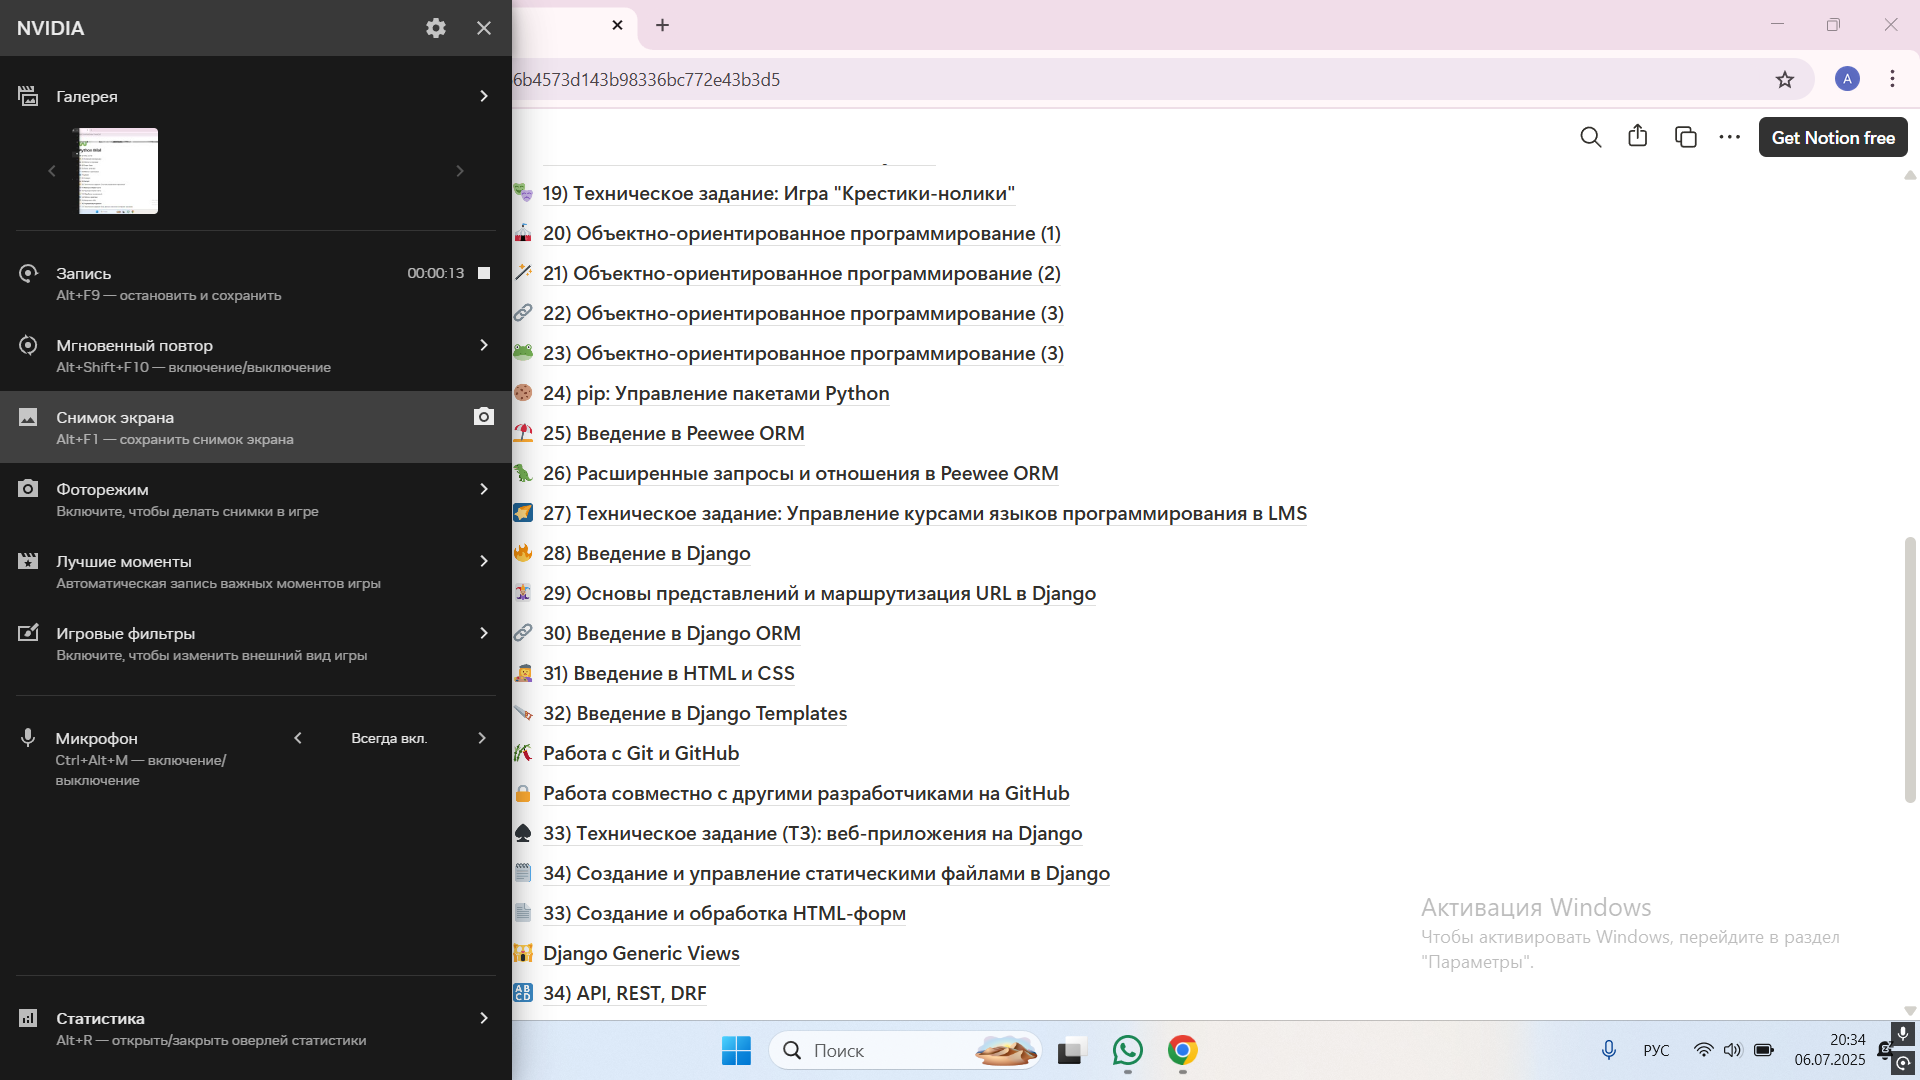 NVIDIA
Галерея
Запись
00:00:13
Alt+F9 — остановить и сохранить
Мгновенный повтор
Alt+Shift+F10 — включение/выключение
Снимок экрана
Alt+F1 — сохранить снимок экрана
Фоторежим
Включите, чтобы делать снимки в игре
Лучшие моменты
Автоматическая запись важных моментов игры
Игровые фильтры
Включите, чтобы изменить внешний вид игры
Микрофон
Всегда вкл.
Ctrl+Alt+M — включение/
выключение
Статистика
Alt+R — открыть/закрыть оверлей статистики
6b4573d143b98336bc772e43b3d5
A
Get Notion free
19) Техническое задание: Игра "Крестики-нолики"
20) Объектно-ориентированное программирование (1)
21) Объектно-ориентированное программирование (2)
22) Объектно-ориентированное программирование (3)
23) Объектно-ориентированное программирование (3)
24) pip: Управление пакетами Python
25) Введение в Peewee ORM
26) Расширенные запросы и отношения в Peewee ORM
27) Техническое задание: Управление курсами языков программирования в LMS
28) Введение в Django
29) Основы представлений и маршрутизация URL в Django
30) Введение в Django ORM
31) Введение в HTML и CSS
32) Введение в Django Templates
Работа с Git и GitHub
Работа совместно с другими разработчиками на GitHub
33) Техническое задание (ТЗ): веб-приложения на Django
34) Создание и управление статическими файлами в Django
33) Создание и обработка HTML-форм
Django Generic Views
34) API, REST, DRF
Активация Windows
Чтобы активировать Windows, перейдите в раздел
"Параметры".
Поиск
РУС
20:34
06.07.2025